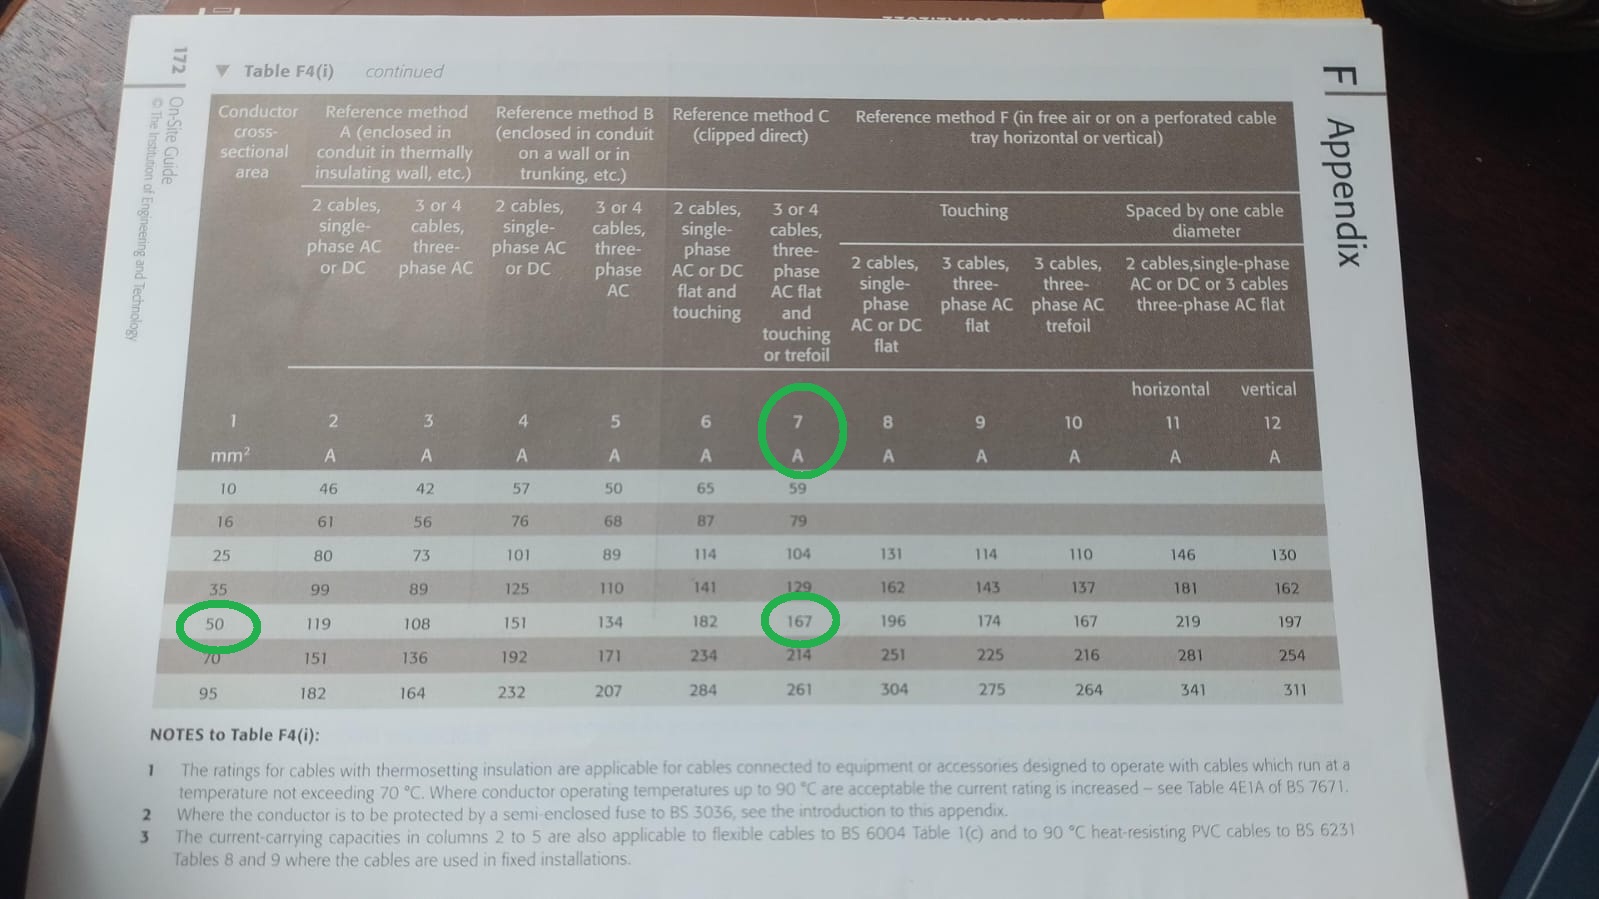 F Appendix
172
On-Site Guide
© The Institution of Engineering and Technology
▼ Table F4(i) continued
Conductor cross-sectional area
Reference method A (enclosed in conduit in thermally insulating wall, etc.)
Reference method B (enclosed in conduit on a wall or in trunking, etc.)
Reference method C (clipped direct)
Reference method F (in free air or on a perforated cable tray horizontal or vertical)
2 cables, single-phase AC or DC
3 or 4 cables, three-phase AC
2 cables, single-phase AC or DC
3 or 4 cables, three-phase AC
2 cables, single-phase AC or DC flat and touching
3 or 4 cables, three-phase AC flat and touching or trefoil
Touching
Spaced by one cable diameter
2 cables, single-phase AC or DC flat
3 cables, three-phase AC flat
3 cables, three-phase AC trefoil
2 cables,single-phase AC or DC or 3 cables three-phase AC flat
horizontal vertical
1 2 3 4 5 6 7 8 9 10 11 12
mm² A A A A A A A A A A A
10 46 42 57 50 65 59
16 61 56 76 68 87 79
25 80 73 101 89 114 104 131 114 110 146 130
35 99 89 125 110 141 129 162 143 137 181 162
50 119 108 151 134 182 167 196 174 167 219 197
70 151 136 192 171 234 214 251 225 216 281 254
95 182 164 232 207 284 261 304 275 264 341 311
NOTES to Table F4(i):
1 The ratings for cables with thermosetting insulation are applicable for cables connected to equipment or accessories designed to operate with cables which run at a
temperature not exceeding 70 °C. Where conductor operating temperatures up to 90 °C are acceptable the current rating is increased – see Table 4E1A of BS 7671.
2 Where the conductor is to be protected by a semi-enclosed fuse to BS 3036, see the introduction to this appendix.
3 The current-carrying capacities in columns 2 to 5 are also applicable to flexible cables to BS 6004 Table 1(c) and to 90 °C heat-resisting PVC cables to BS 6231
Tables 8 and 9 where the cables are used in fixed installations.